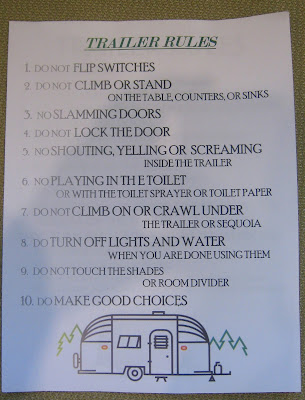 TRAILER RULES
1. DO NOT FLIP SWITCHES
2. DO NOT CLIMB OR STAND
ON THE TABLE, COUNTERS, OR SINKS
3. NO SLAMMING DOORS
4. DO NOT LOCK THE DOOR
5. NO SHOUTING, YELLING OR SCREAMING
INSIDE THE TRAILER
6. NO PLAYING IN THE TOILET
OR WITH THE TOILET SPRAYER OR TOILET PAPER
7. DO NOT CLIMB ON OR CRAWL UNDER
THE TRAILER OR SEQUOIA
8. DO TURN OFF LIGHTS AND WATER
WHEN YOU ARE DONE USING THEM
9. DO NOT TOUCH THE SHADES
OR ROOM DIVIDER
10. DO MAKE GOOD CHOICES